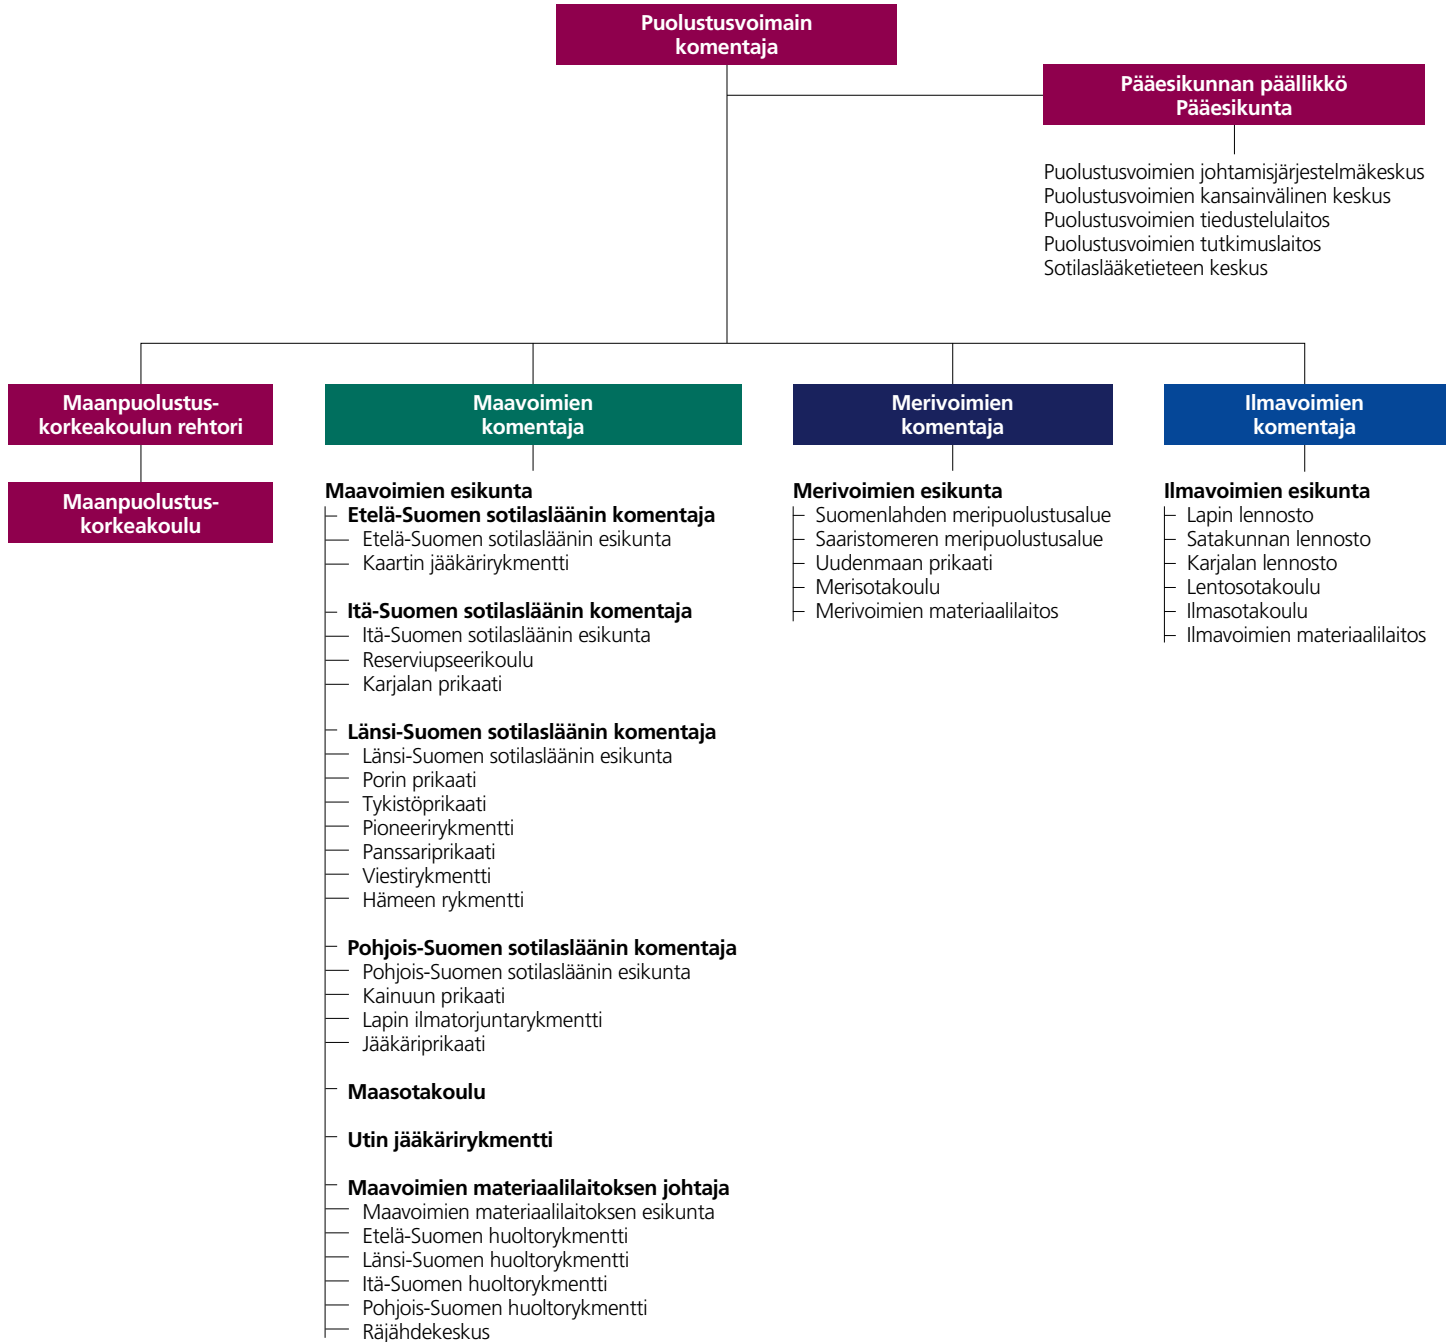 Puolustusvoimain
komentaja
Pääesikunnan päällikkö
Pääesikunta
Puolustusvoimien johtamisjärjestelmäkeskus
Puolustusvoimien kansainvälinen keskus
Puolustusvoimien tiedustelulaitos
Puolustusvoimien tutkimuslaitos
Sotilaslääketieteen keskus
Maanpuolustus-
korkeakoulun rehtori
Maanpuolustus-
korkeakoulu
Maavoimien
komentaja
Maavoimien esikunta
Etelä-Suomen sotilasläänin komentaja
Etelä-Suomen sotilasläänin esikunta
Kaartin jääkärirykmentti
Itä-Suomen sotilasläänin komentaja
Itä-Suomen sotilasläänin esikunta
Reserviupseerikoulu
Karjalan prikaati
Länsi-Suomen sotilasläänin komentaja
Länsi-Suomen sotilasläänin esikunta
Porin prikaati
Tykistöprikaati
Pioneerirykmentti
Panssariprikaati
Viestirykmentti
Hämeen rykmentti
Pohjois-Suomen sotilasläänin komentaja
Pohjois-Suomen sotilasläänin esikunta
Kainuun prikaati
Lapin ilmatorjuntarykmentti
Jääkäriprikaati
Maasotakoulu
Utin jääkärirykmentti
Maavoimien materiaalilaitoksen johtaja
Maavoimien materiaalilaitoksen esikunta
Etelä-Suomen huoltorykmentti
Länsi-Suomen huoltorykmentti
Itä-Suomen huoltorykmentti
Pohjois-Suomen huoltorykmentti
Räjähdekeskus
Merivoimien
komentaja
Merivoimien esikunta
Suomenlahden meripuolustusalue
Saaristomeren meripuolustusalue
Uudenmaan prikaati
Merisotakoulu
Merivoimien materiaalilaitos
Ilmavoimien
komentaja
Ilmavoimien esikunta
Lapin lennosto
Satakunnan lennosto
Karjalan lennosto
Lentosotakoulu
Ilmasotakoulu
Ilmavoimien materiaalilaitos